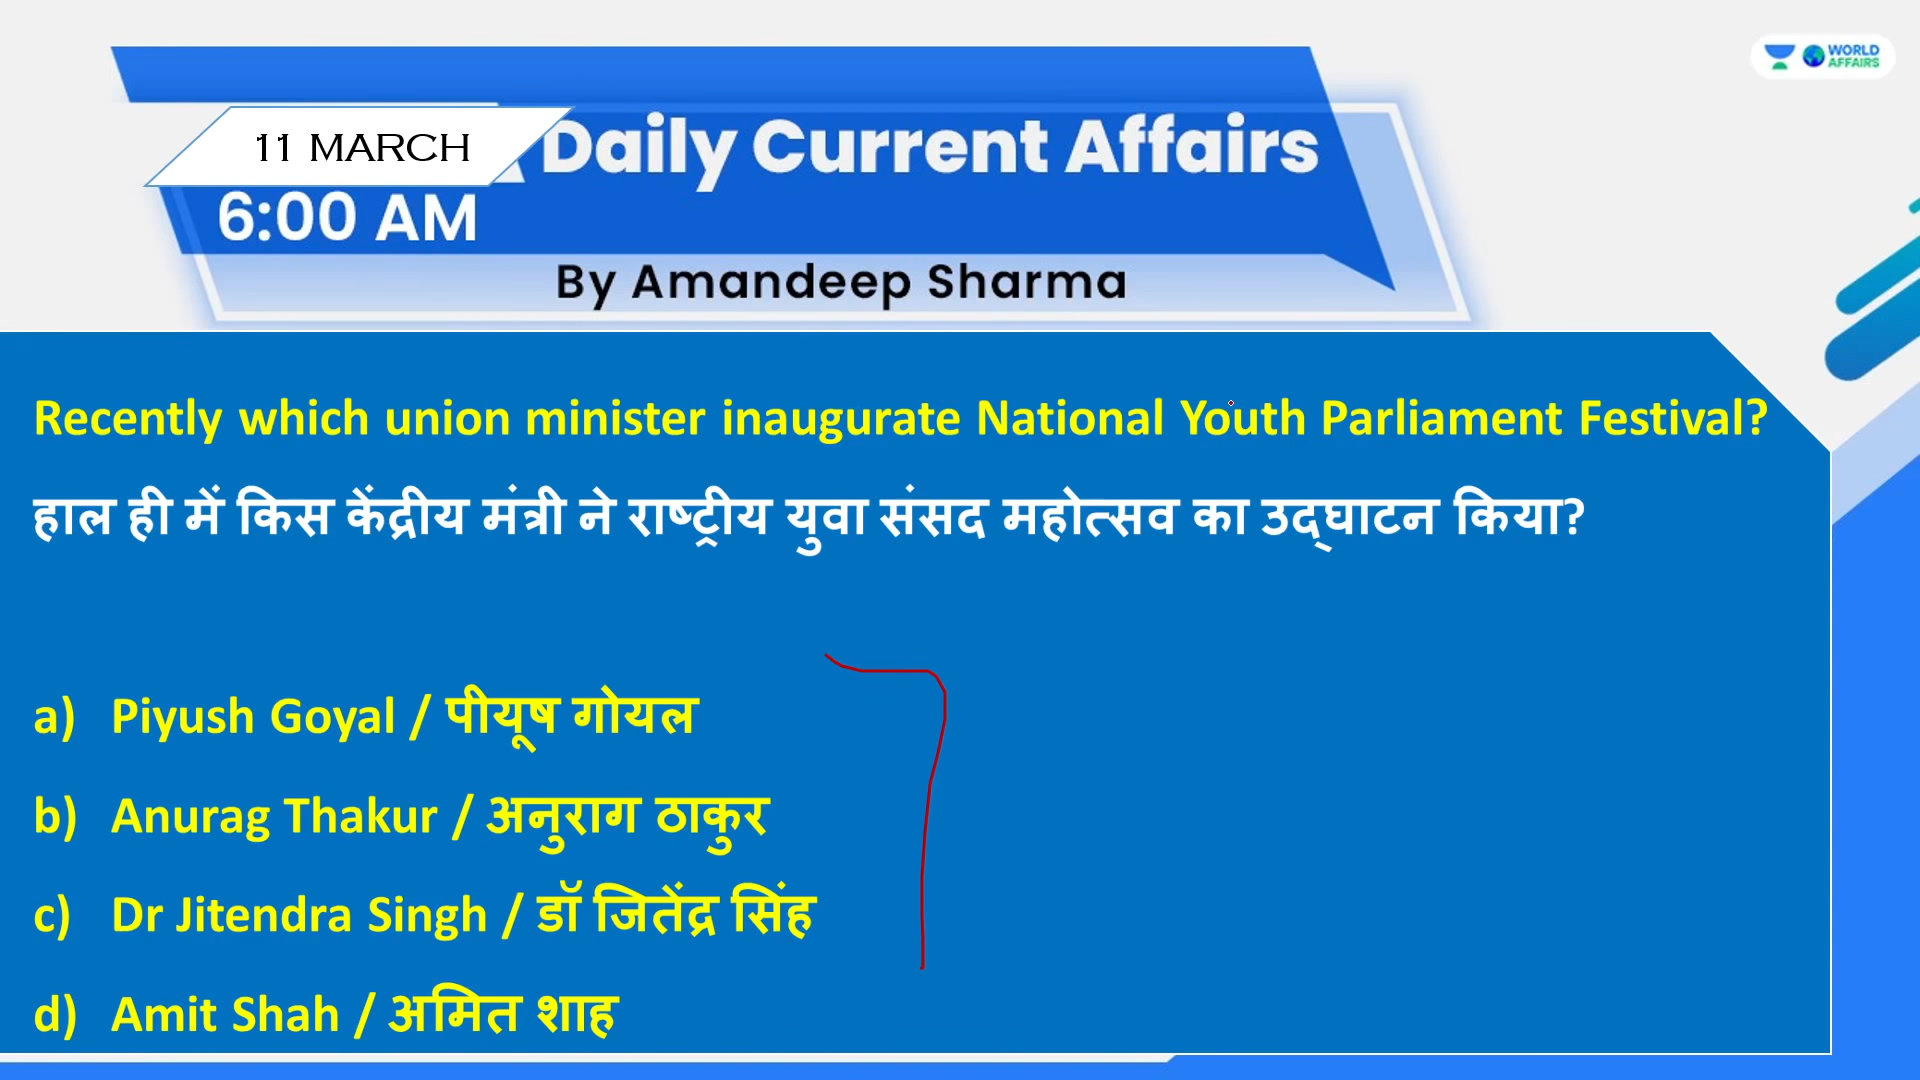 WORLD
AFFAIRS
11 MARCH
Daily Current Affairs
6:00 AM
By Amandeep Sharma
Recently which union minister inaugurate National Youth Parliament Festival?
हाल ही में किस केंद्रीय मंत्री ने राष्ट्रीय युवा संसद महोत्सव का उद्घाटन किया?
a) Piyush Goyal / पीयूष गोयल
b) Anurag Thakur / अनुराग ठाकुर
c) Dr Jitendra Singh / डॉ जितेंद्र सिंह
d) Amit Shah / अमित शाह